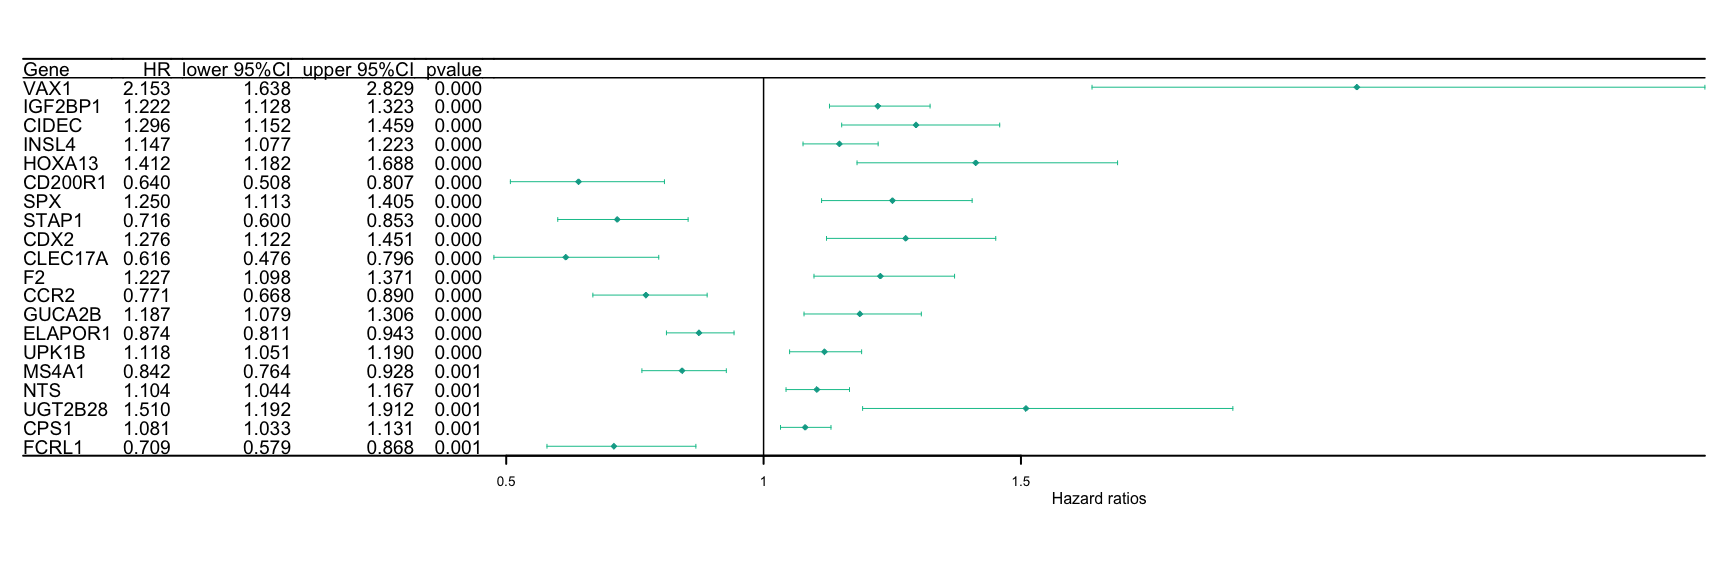 Gene HR lower 95%CI upper 95%CI pvalue
VAX1 2.153 1.638 2.829 0.000
IGF2BP1 1.222 1.128 1.323 0.000
CIDEC 1.296 1.152 1.459 0.000
INSL4 1.147 1.077 1.223 0.000
HOXA13 1.412 1.182 1.688 0.000
CD200R1 0.640 0.508 0.807 0.000
SPX 1.250 1.113 1.405 0.000
STAP1 0.716 0.600 0.853 0.000
CDX2 1.276 1.122 1.451 0.000
CLEC17A 0.616 0.476 0.796 0.000
F2 1.227 1.098 1.371 0.000
CCR2 0.771 0.668 0.890 0.000
GUCA2B 1.187 1.079 1.306 0.000
ELAPOR1 0.874 0.811 0.943 0.000
UPK1B 1.118 1.051 1.190 0.000
MS4A1 0.842 0.764 0.928 0.001
NTS 1.104 1.044 1.167 0.001
UGT2B28 1.510 1.192 1.912 0.001
CPS1 1.081 1.033 1.131 0.001
FCRL1 0.709 0.579 0.868 0.001
0.5 1 1.5
Hazard ratios